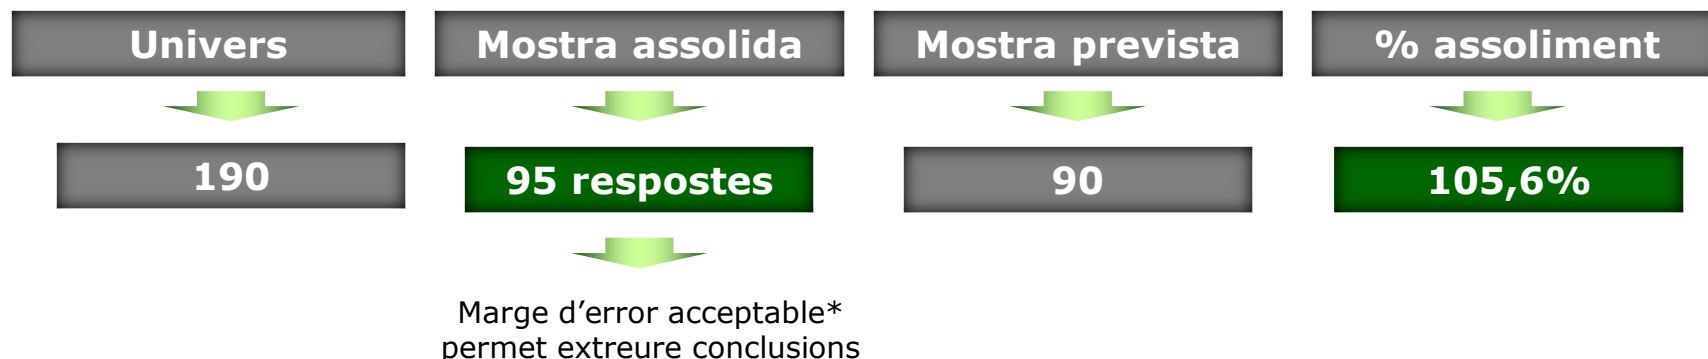 Univers
Mostra assolida
Mostra prevista
% assoliment
190
95 respostes
90
105,6%
Marge d’error acceptable*
permet extreure conclusions